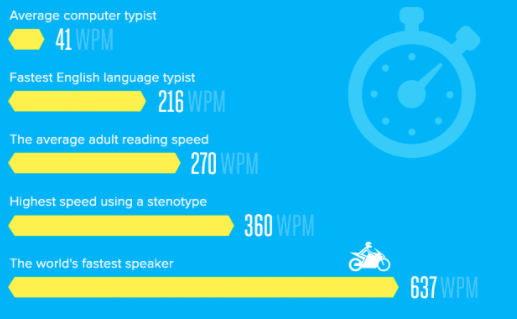 Average computer typist
41 WPM
Fastest English language typist
216 WPM
The average adult reading speed
270 WPM
Highest speed using a stenotype
360 WPM
The world's fastest speaker
637 WPM